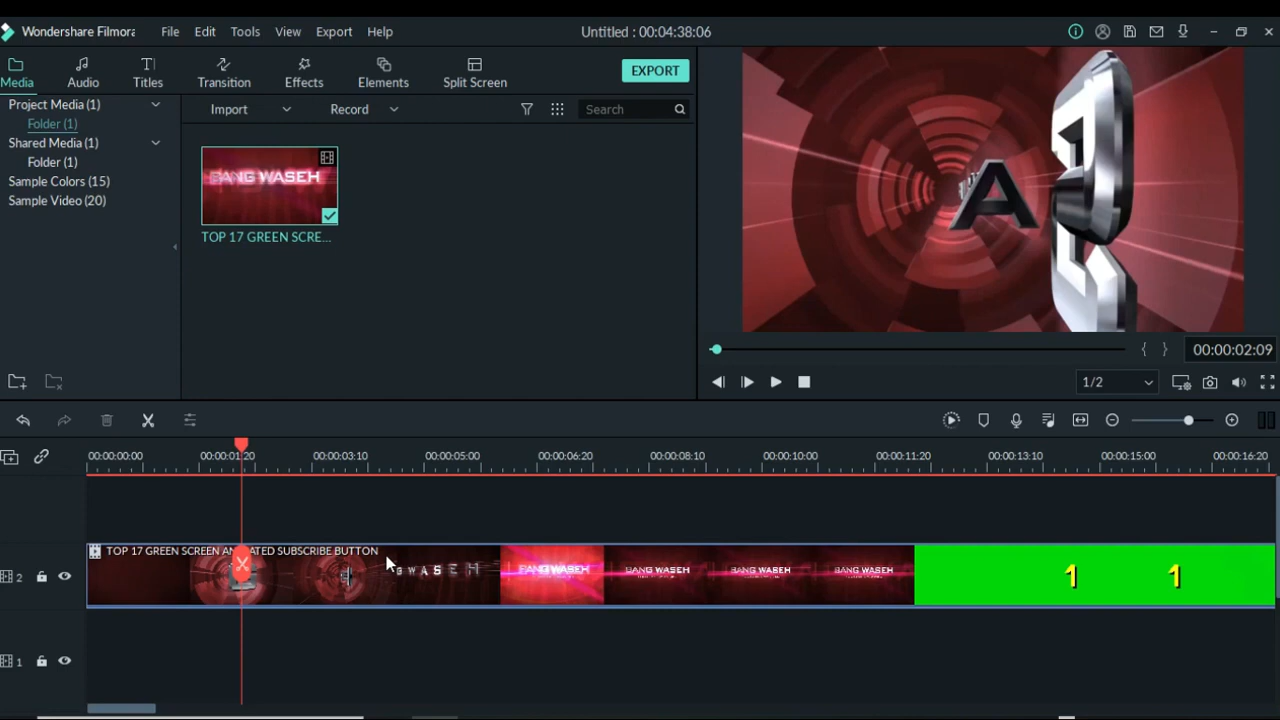 Wondershare Filmora File Edit Tools View Export Help Untitled : 00:04:38:06
Media Audio Titles Transition Effects Elements Split Screen EXPORT
Project Media (1)
Folder (1)
Shared Media (1)
Folder (1)
Sample Colors (15)
Sample Video (20)
Import Record Search
BANG WASEH
TOP 17 GREEN SCRE...
A
00:00:02:09
1/2
00:00:00:00 00:00:01:20 00:00:03:10 00:00:05:00 00:00:06:20 00:00:08:10 00:00:10:00 00:00:11:20 00:00:13:10 00:00:15:00 00:00:16:20
2
TOP 17 GREEN SCREEN ANIMATED SUBSCRIBE BUTTON
G W A S E H
BANG WASEH
BANG WASEH
BANG WASEH
BANG WASEH
1
1
1